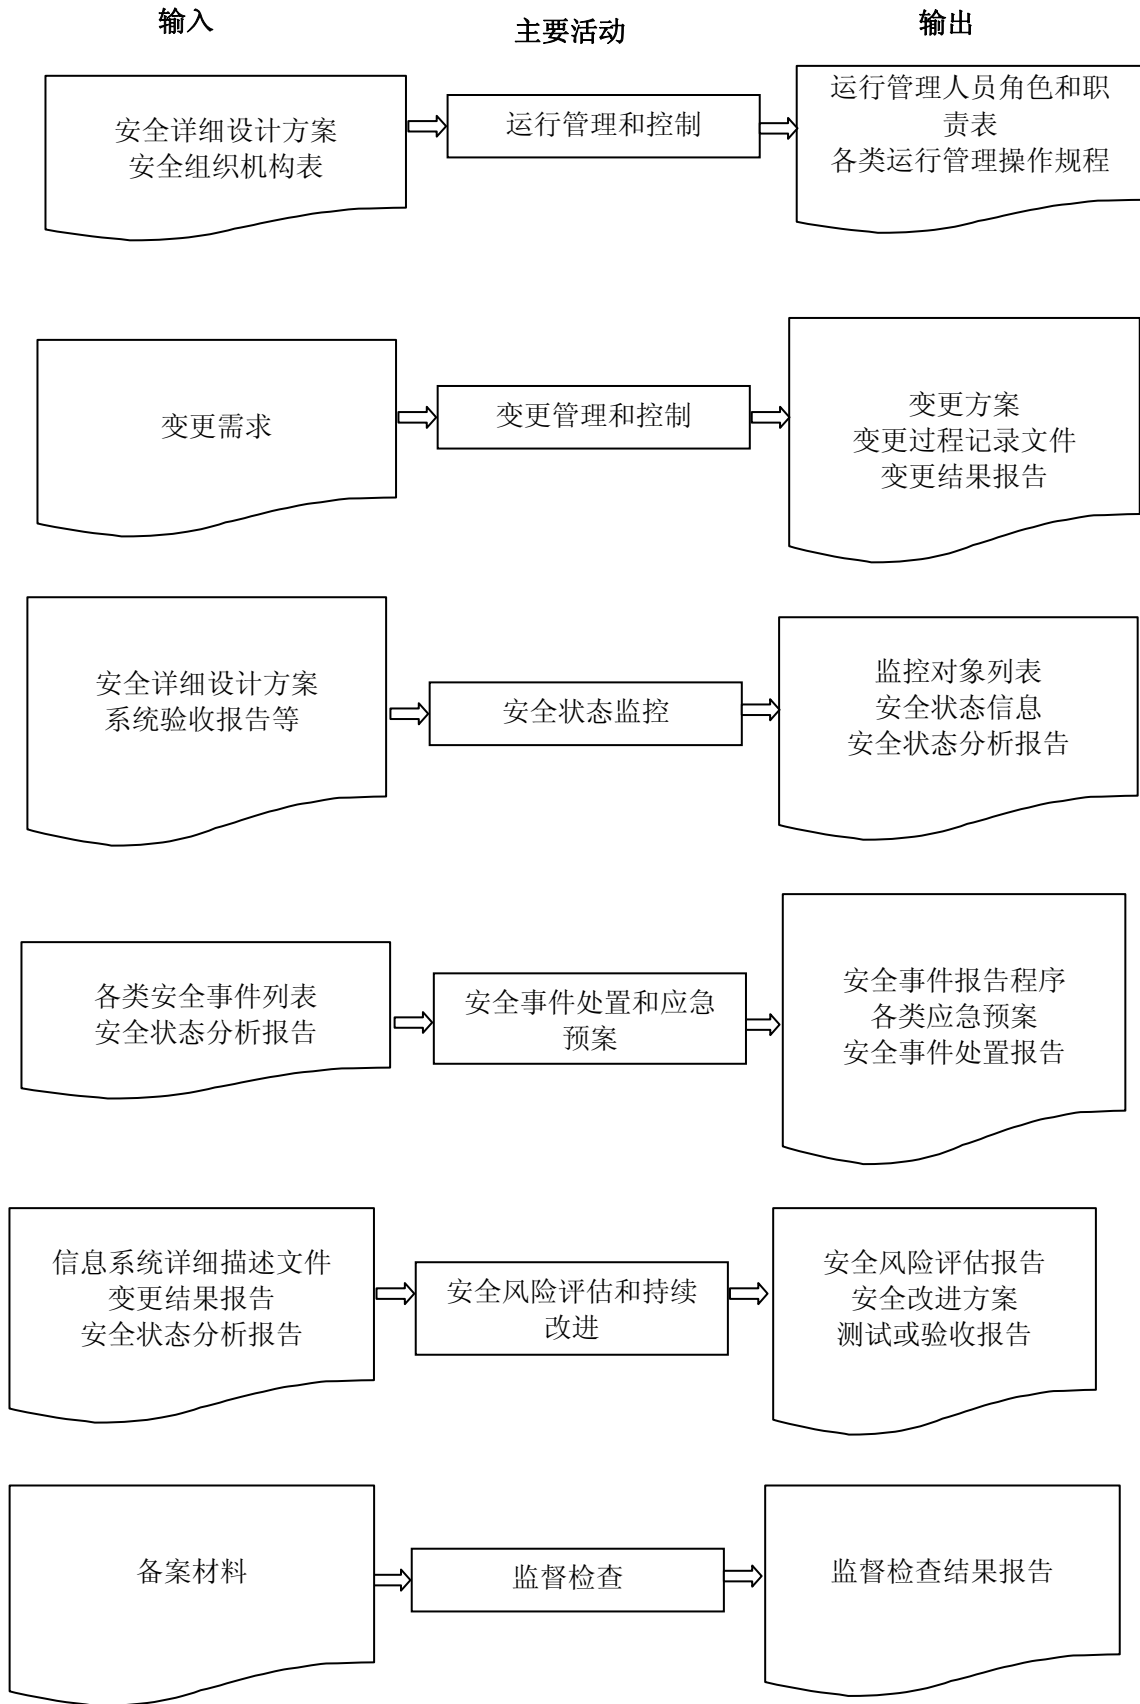 输入
主要活动
输出
安全详细设计方案
安全组织机构表
运行管理和控制
运行管理人员角色和职
责表
各类运行管理操作规程
变更需求
变更管理和控制
变更方案
变更过程记录文件
变更结果报告
安全详细设计方案
系统验收报告等
安全状态监控
监控对象列表
安全状态信息
安全状态分析报告
各类安全事件列表
安全状态分析报告
安全事件处置和应急
预案
安全事件报告程序
各类应急预案
安全事件处置报告
信息系统详细描述文件
变更结果报告
安全状态分析报告
安全风险评估和持续
改进
安全风险评估报告
安全改进方案
测试或验收报告
备案材料
监督检查
监督检查结果报告